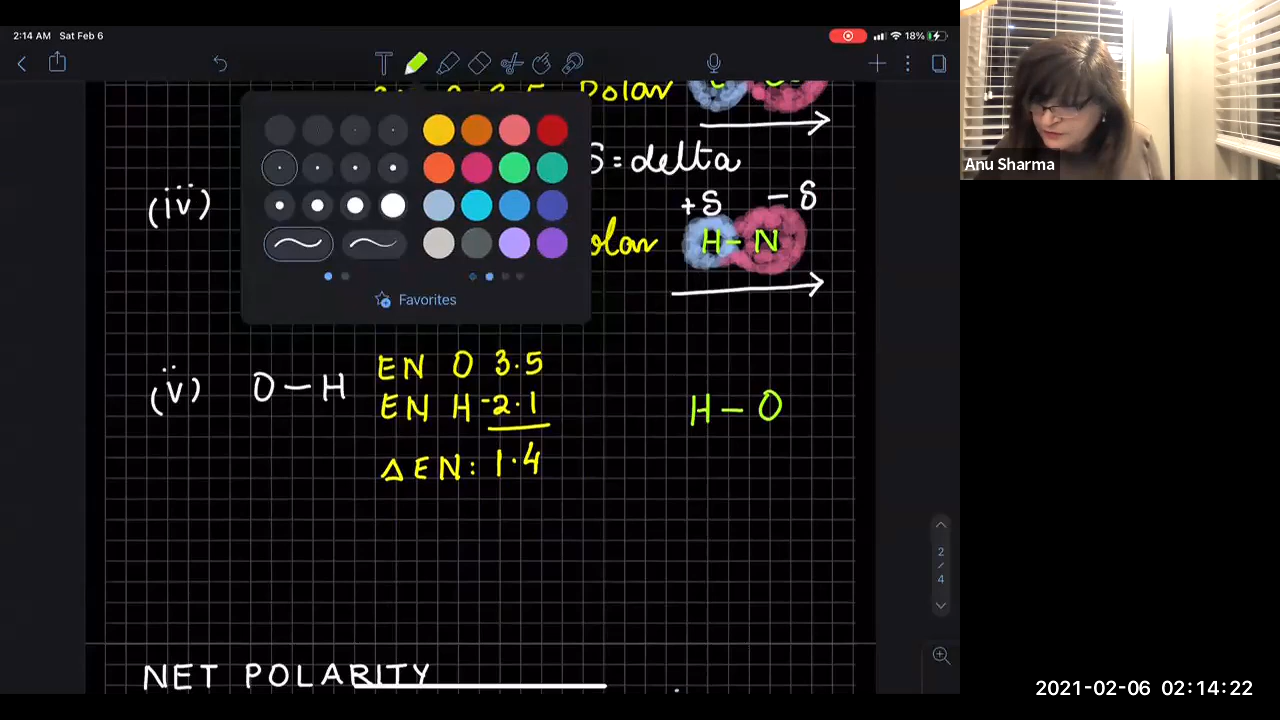 2:14 AM Sat Feb 6
18%
Anu Sharma
Polar
δ = delta
(iv)
+δ -δ
H-N
Favorites
(v) O-H
EN O 3.5
EN H -2.1
ΔEN: 1.4
H-O
2
/
4
NET POLARITY
2021-02-06 02:14:22